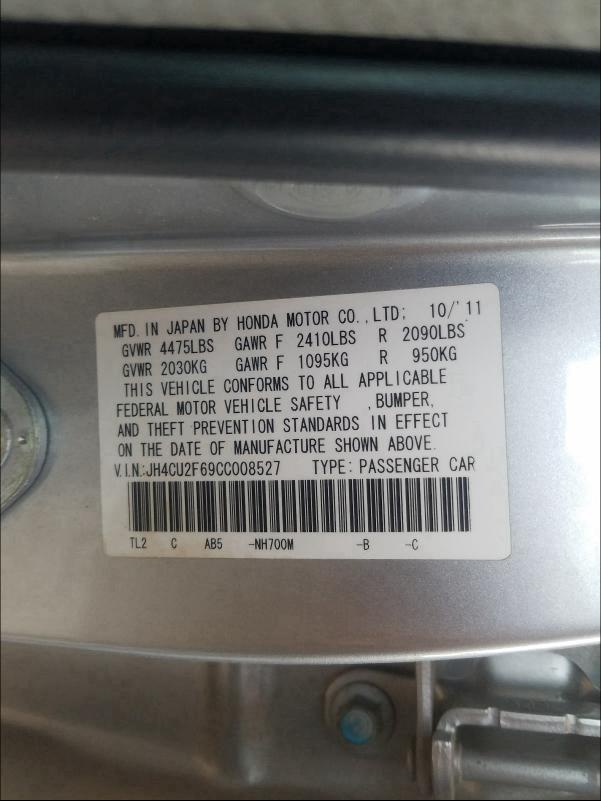 MFD. IN JAPAN BY HONDA MOTOR CO., LTD; 10/'11
GVWR 4475LBS GAWR F 2410LBS R 2090LBS
GVWR 2030KG GAWR F 1095KG R 950KG
THIS VEHICLE CONFORMS TO ALL APPLICABLE
FEDERAL MOTOR VEHICLE SAFETY , BUMPER,
AND THEFT PREVENTION STANDARDS IN EFFECT
ON THE DATE OF MANUFACTURE SHOWN ABOVE.
V.I.N.:JH4CU2F69CC008527 TYPE: PASSENGER CAR
TL2 C AB5 -NH700M -B -C